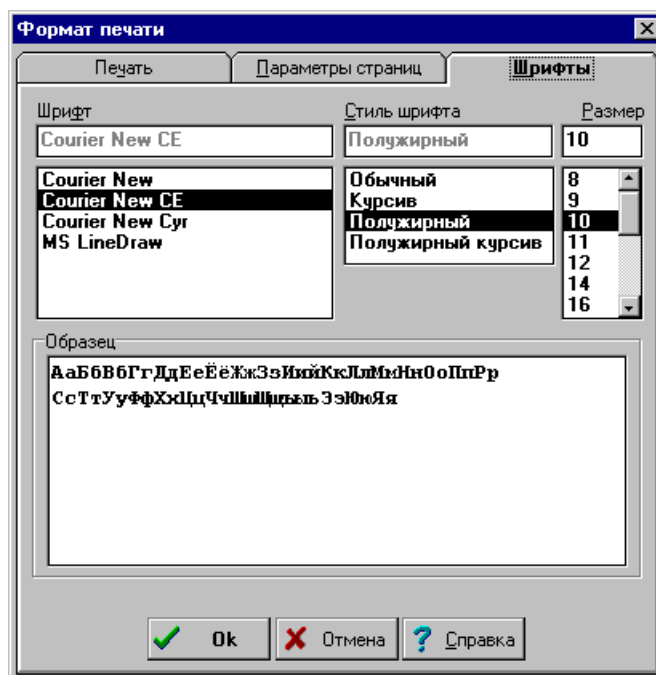 Формат печати
Печать Параметры страниц Шрифты
Шрифт Стиль шрифта Размер
Courier New CE Полужирный 10
Courier New Обычный 8
Courier New CE Курсив 9
Courier New Cyr Полужирный 10
MS LineDraw Полужирный курсив 11
12
14
16
Образец
АаБбВбГгДдЕеЁёЖжЗзИийКкЛлМмНнОоПпРр
СсТтУуФфХхЦцЧчШшЩщъыьЭэЮюЯя
Ok Отмена Справка